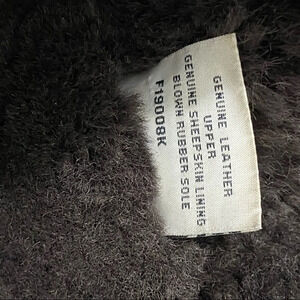 GENUINE LEATHER
UPPER
GENUINE SHEEPSKIN LINING
BLOWN RUBBER SOLE
F19008K